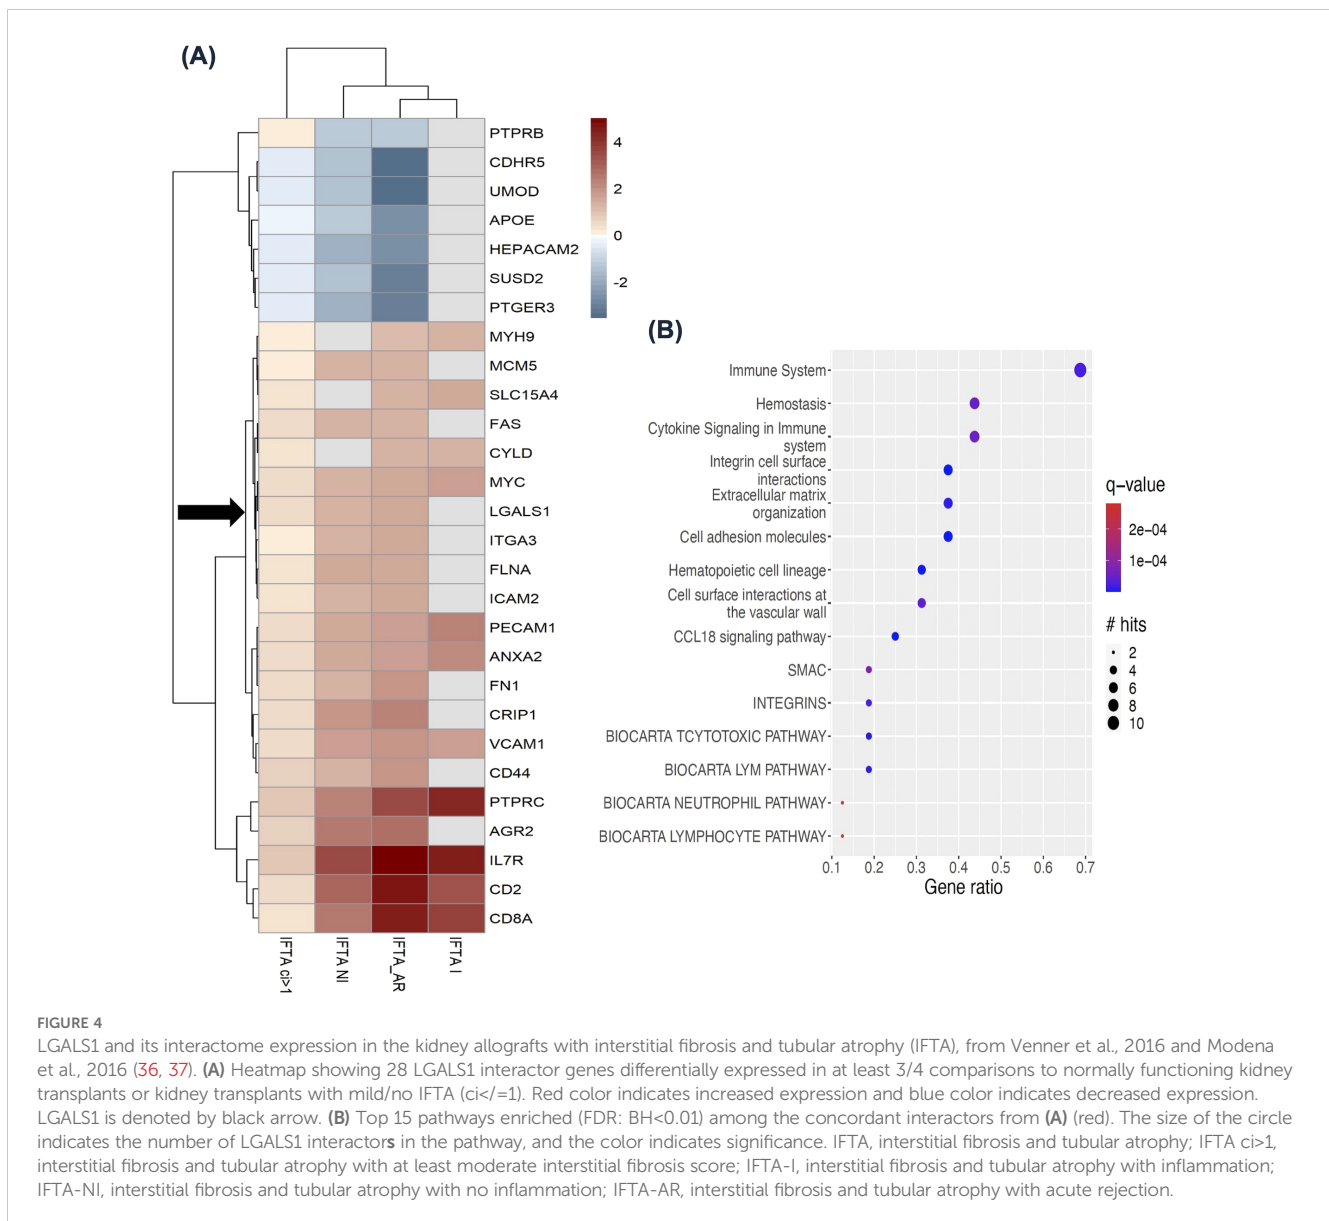 (A)
PTPRB
CDHR5
UMOD
APOE
HEPACAM2
SUSD2
PTGER3
MYH9
MCM5
SLC15A4
FAS
CYLD
MYC
LGALS1
ITGA3
FLNA
ICAM2
PECAM1
ANXA2
FN1
CRIP1
VCAM1
CD44
PTPRC
AGR2
IL7R
CD2
CD8A
4
2
0
-2
IFTA ci>1
IFTA NI
IFTA_AR
IFTA I
(B)
Immune System
Hemostasis
Cytokine Signaling in Immune
system
Integrin cell surface
interactions
Extracellular matrix
organization
Cell adhesion molecules
Hematopoietic cell lineage
Cell surface interactions at
the vascular wall
CCL18 signaling pathway
SMAC
INTEGRINS
BIOCARTA TCYTOTOXIC PATHWAY
BIOCARTA LYM PATHWAY
BIOCARTA NEUTROPHIL PATHWAY
BIOCARTA LYMPHOCYTE PATHWAY
0.1 0.2 0.3 0.4 0.5 0.6 0.7
Gene ratio
q-value
2e-04
1e-04
# hits
2
4
6
8
10
FIGURE 4
LGALS1 and its interactome expression in the kidney allografts with interstitial fibrosis and tubular atrophy (IFTA), from Venner et al., 2016 and Modena
et al., 2016 (36, 37). (A) Heatmap showing 28 LGALS1 interactor genes differentially expressed in at least 3/4 comparisons to normally functioning kidney
transplants or kidney transplants with mild/no IFTA (ci</=1). Red color indicates increased expression and blue color indicates decreased expression.
LGALS1 is denoted by black arrow. (B) Top 15 pathways enriched (FDR: BH<0.01) among the concordant interactors from (A) (red). The size of the circle
indicates the number of LGALS1 interactors in the pathway, and the color indicates significance. IFTA, interstitial fibrosis and tubular atrophy; IFTA ci>1,
interstitial fibrosis and tubular atrophy with at least moderate interstitial fibrosis score; IFTA-I, interstitial fibrosis and tubular atrophy with inflammation;
IFTA-NI, interstitial fibrosis and tubular atrophy with no inflammation; IFTA-AR, interstitial fibrosis and tubular atrophy with acute rejection.